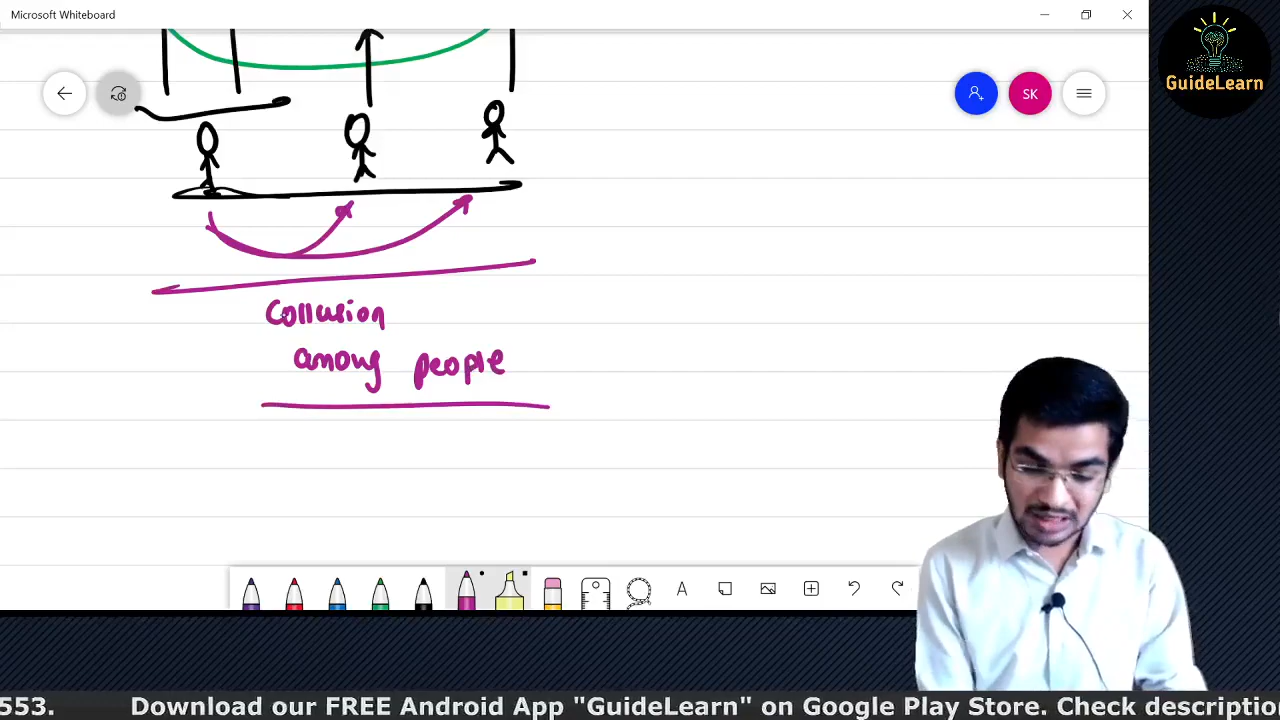 Microsoft Whiteboard
SK
GuideLearn
Collusion
among people
A
553. Download our FREE Android App "GuideLearn" on Google Play Store. Check descriptio